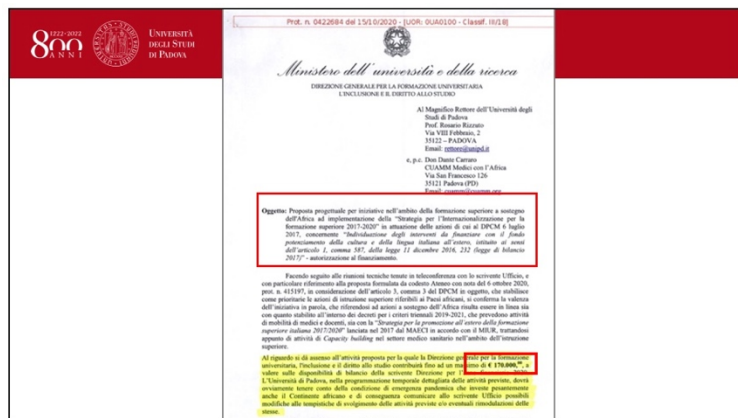 Prot. n. 0422684 del 15/10/2020 - [UOR: 0UA0100 - Classif. III/18]
1222-2022
800
ANNI
UNIVERSITÀ
DEGLI STUDI
DI PADOVA
Ministero dell'università e della ricerca
DIREZIONE GENERALE PER LA FORMAZIONE UNIVERSITARIA
L'INCLUSIONE E IL DIRITTO ALLO STUDIO
Al Magnifico Rettore dell'Università degli
Studi di Padova
Prof. Rosario Rizzuto
Via VIII Febbraio, 2
35122 – PADOVA
Email: rettore@unipd.it
e, p.c. Don Dante Carraro
CUAMM Medici con l'Africa
Via San Francesco 126
35121 Padova (PD)
Email: cuamm@cuamm.org
Oggetto: Proposta progettuale per iniziative nell'ambito della formazione superiore a sostegno
dell'Africa ad implementazione della "Strategia per l'Internazionalizzazione per la
formazione superiore 2017-2020" in attuazione delle azioni di cui al DPCM 6 luglio
2017, concernente "Individuazione degli interventi da finanziare con il fondo
potenziamento della cultura e della lingua italiana all'estero, istituito ai sensi
dell'articolo 1, comma 587, della legge 11 dicembre 2016, 232 (legge di bilancio
2017)" - autorizzazione al finanziamento.
Facendo seguito alle riunioni tecniche tenute in teleconferenza con lo scrivente Ufficio, e
con particolare riferimento alla proposta formulata da codesto Ateneo con nota del 6 ottobre 2020,
prot. n. 415197, in considerazione dell'articolo 3, comma 3 del DPCM in oggetto, che stabilisce
come prioritarie le azioni di istruzione superiore riferibili ai Paesi africani, si conferma la valenza
dell'iniziativa in parola, che riferendosi ad azioni a sostegno dell'Africa risulta essere in linea sia
con quanto stabilito all'interno dei decreti per i criteri triennali 2019-2021, che prevedono attività
di mobilità di medici e docenti, sia con la "Strategia per la promozione all'estero della formazione
superiore italiana 2017/2020" lanciata nel 2017 dal MAECI in accordo con il MIUR, trattandosi
appunto di attività di Capacity building nel settore medico sanitario nell'ambito dell'istruzione
superiore.
Al riguardo si dà assenso all'attività proposta per la quale la Direzione generale per la formazione
universitaria, l'inclusione e il diritto allo studio contribuirà fino ad un massimo di € 170.000,00, a
valere sulle disponibilità di bilancio della scrivente Direzione per
L'Università di Padova, nella programmazione temporale dettagliata delle attività previste, dovrà
ovviamente tenere conto della condizione di emergenza pandemica che investe pesantemente
anche il Continente africano e di conseguenza comunicare allo scrivente Ufficio possibili
modifiche alle tempistiche di svolgimento delle attività previste e/o eventuali rimodulazioni delle
stesse.